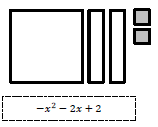 −x² − 2x + 2